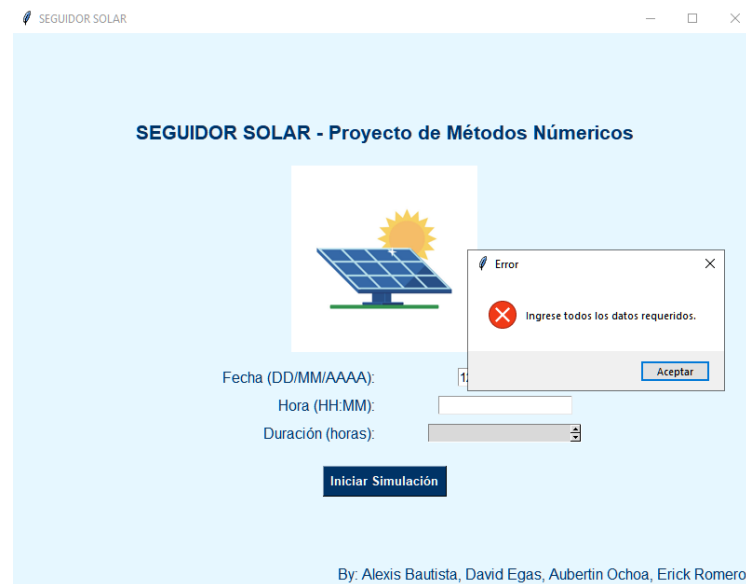 SEGUIDOR SOLAR
SEGUIDOR SOLAR - Proyecto de Métodos Númericos
Error
Ingrese todos los datos requeridos.
Aceptar
Fecha (DD/MM/AAAA):
Hora (HH:MM):
Duración (horas):
Iniciar Simulación
By: Alexis Bautista, David Egas, Aubertin Ochoa, Erick Romero